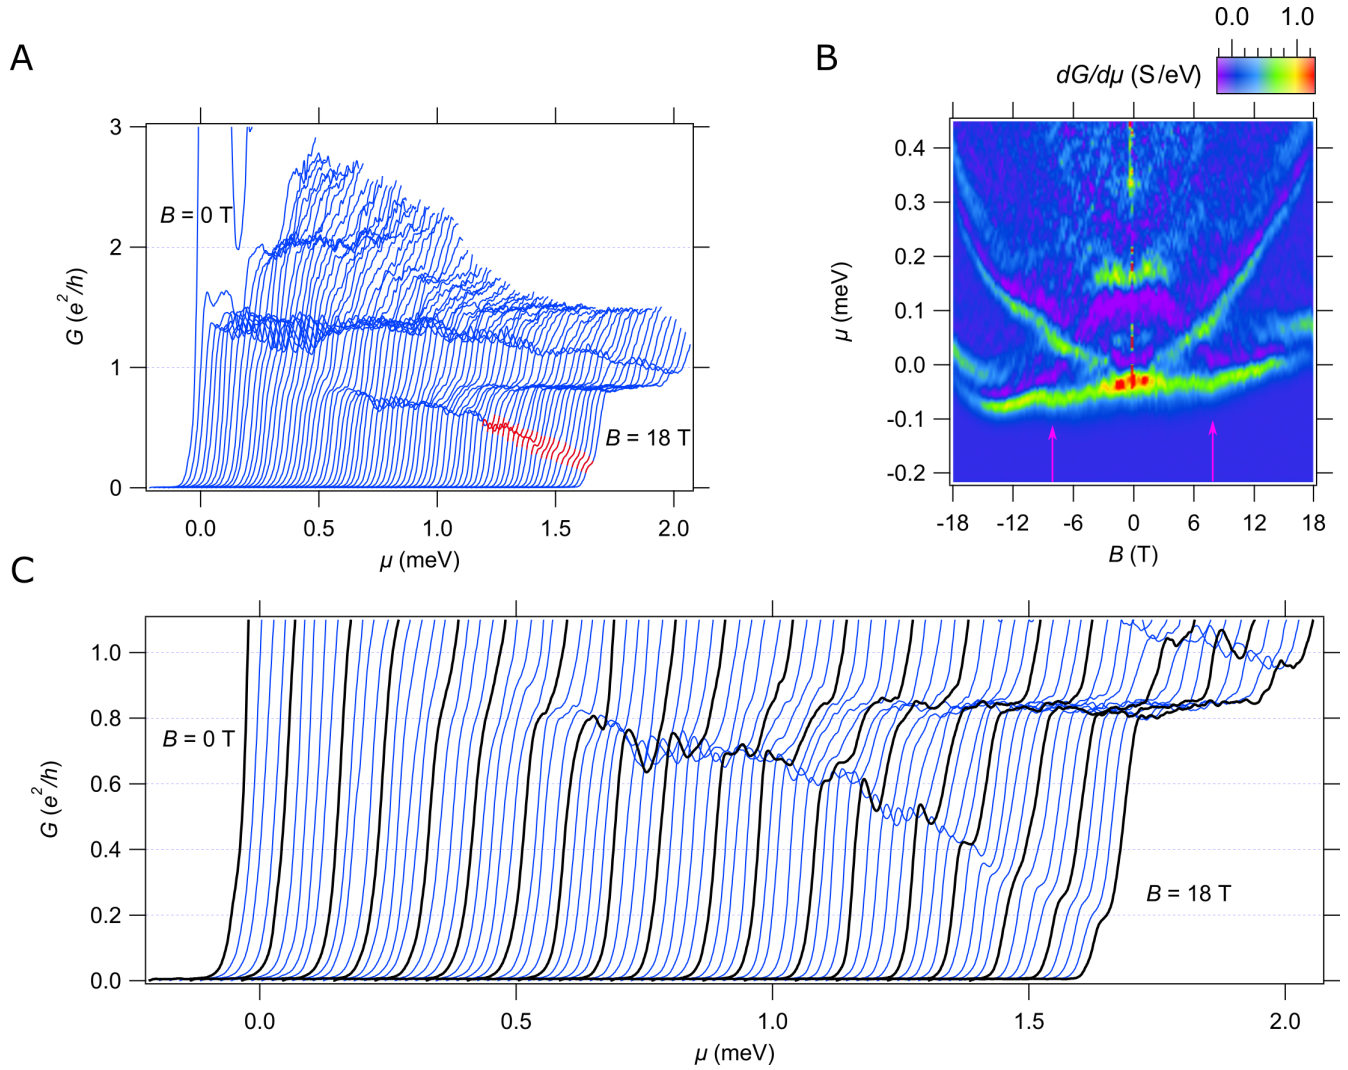 A
B
0.0 1.0
dG/dμ (S/eV)
3
2
1
0
G (e²/h)
B = 0 T
B = 18 T
0.0 0.5 1.0 1.5 2.0
μ (meV)
0.4
0.3
0.2
0.1
0.0
-0.1
-0.2
μ (meV)
-18 -12 -6 0 6 12 18
B (T)
C
1.0
0.8
0.6
0.4
0.2
0.0
G (e²/h)
B = 0 T
B = 18 T
0.0 0.5 1.0 1.5 2.0
μ (meV)